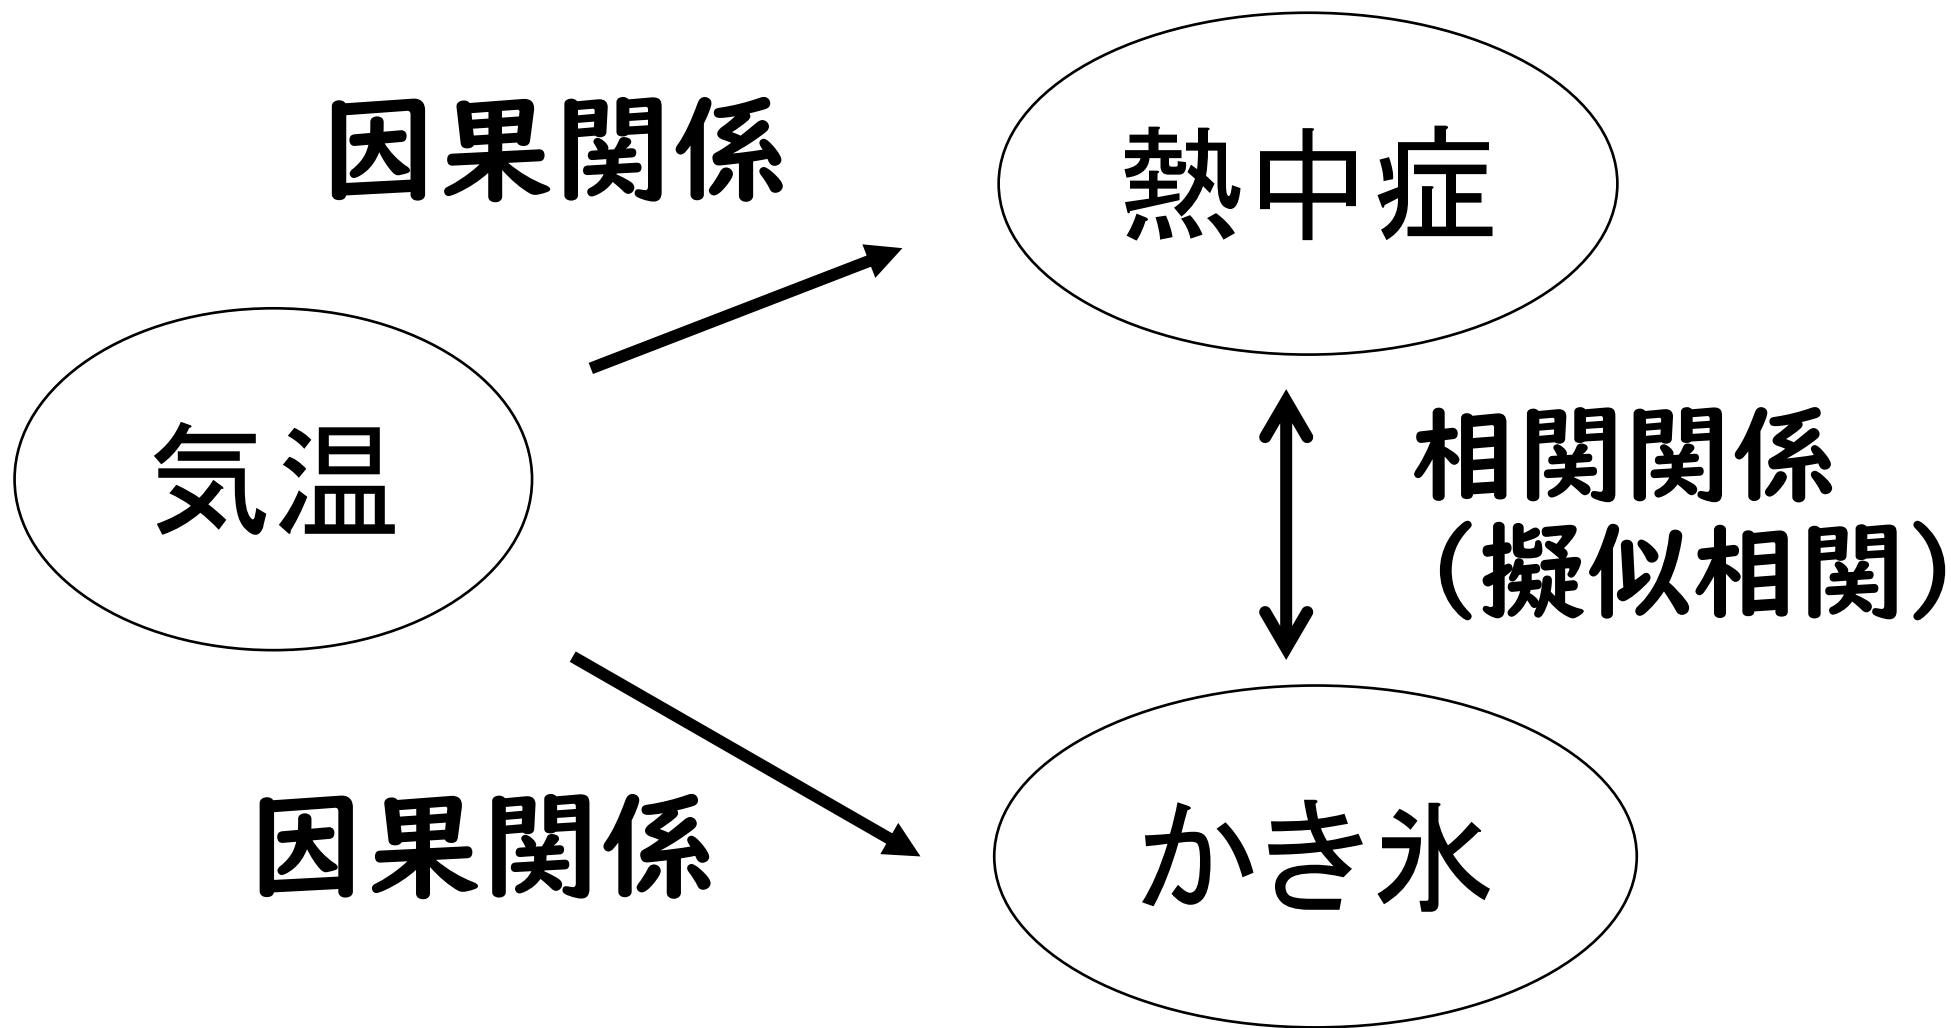 因果関係
熱中症
気温
相関関係
（擬似相関）
因果関係
かき氷